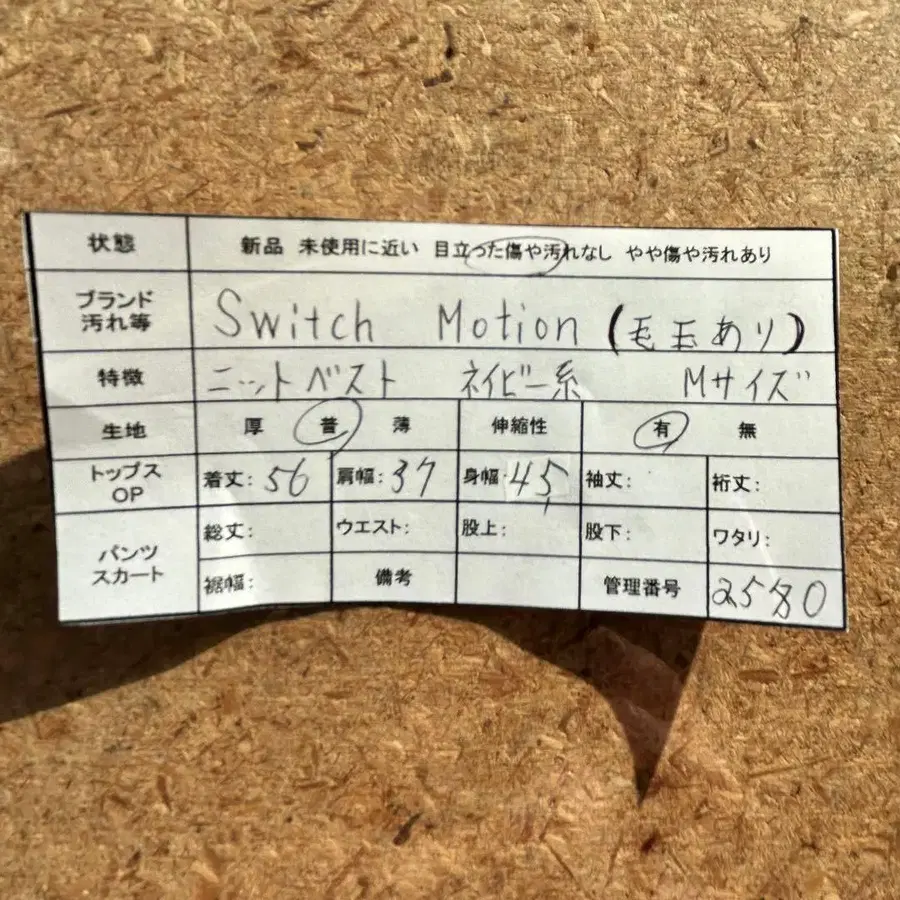 状態 新品 未使用に近い 目立った傷や汚れなし やや傷や汚れあり
ブランド
汚れ等 Switch Motion (毛玉あり)
特徴 ニットベスト ネイビー系 Mサイズ
生地 厚 普 薄 伸縮性 有 無
トップス
OP 着丈: 56 肩幅: 37 身幅: 45 袖丈: 裄丈:
パンツ
スカート 総丈: ウエスト: 股上: 股下: ワタリ:
裾幅: 備考 管理番号 2580